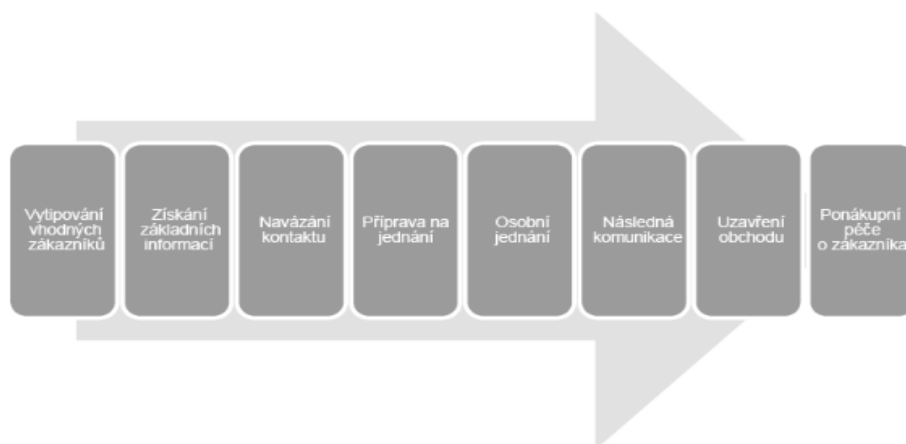 Vytipování
vhodných
zákazníků
Získání
základních
informací
Navázání
kontaktu
Příprava na
jednání
Osobní
jednání
Následná
komunikace
Uzavření
obchodu
Ponákupní
péče
o zákazníka